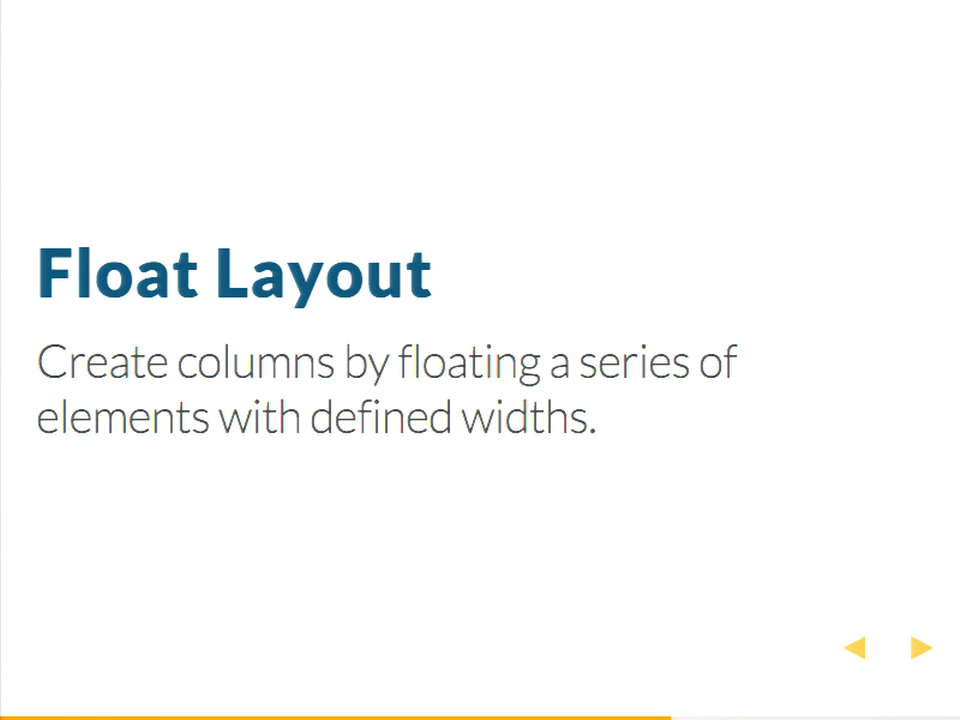 Float Layout
Create columns by floating a series of
elements with defined widths.